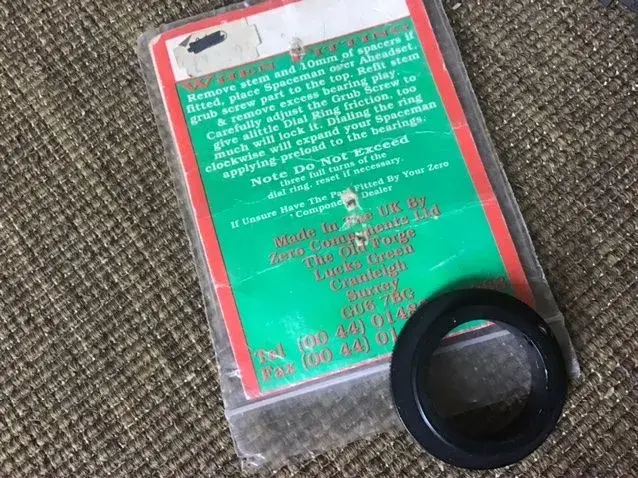 When Fitting
Remove stem and 10mm of spacers if
fitted, place Spaceman over Aheadset,
grub screw part to the top. Refit stem
& remove excess bearing play.
Carefully adjust the Grub Screw to
give alittle Dial Ring friction, too
much will lock it. Dialing the ring
clockwise will expand your Spaceman
applying preload to the bearings.
Note Do Not Exceed
three full turns of the
dial ring, reset if necessary.
If Unsure Have The Part Fitted By Your Zero
Components Dealer
Made In The UK By
Zero Components Ltd
The Old Forge
Lucks Green
Cranleigh
Surrey
GU6 7BG
Tel (00 44) 0148
Fax (00 44) 01